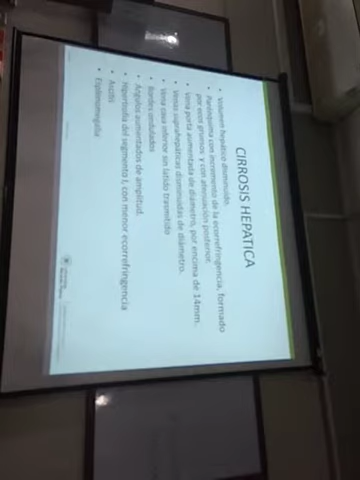 CIRROSIS HEPATICA
• Volumen hepático disminuido.
• Parénquima con incremento de la ecorrefringencia, formado
por ecos gruesos y con atenuación posterior.
• Vena porta aumentada de diametro, por encima de 14mm.
• Venas suprahepáticas disminuidas de diámetro.
• Vena cava inferior sin latido trasmitido
• Bordes ondulados
• Ángulos aumentados de amplitud.
• Hipertrofia del segmento I, con menor ecorrefringencia
• Ascitis
• Esplenomegalia